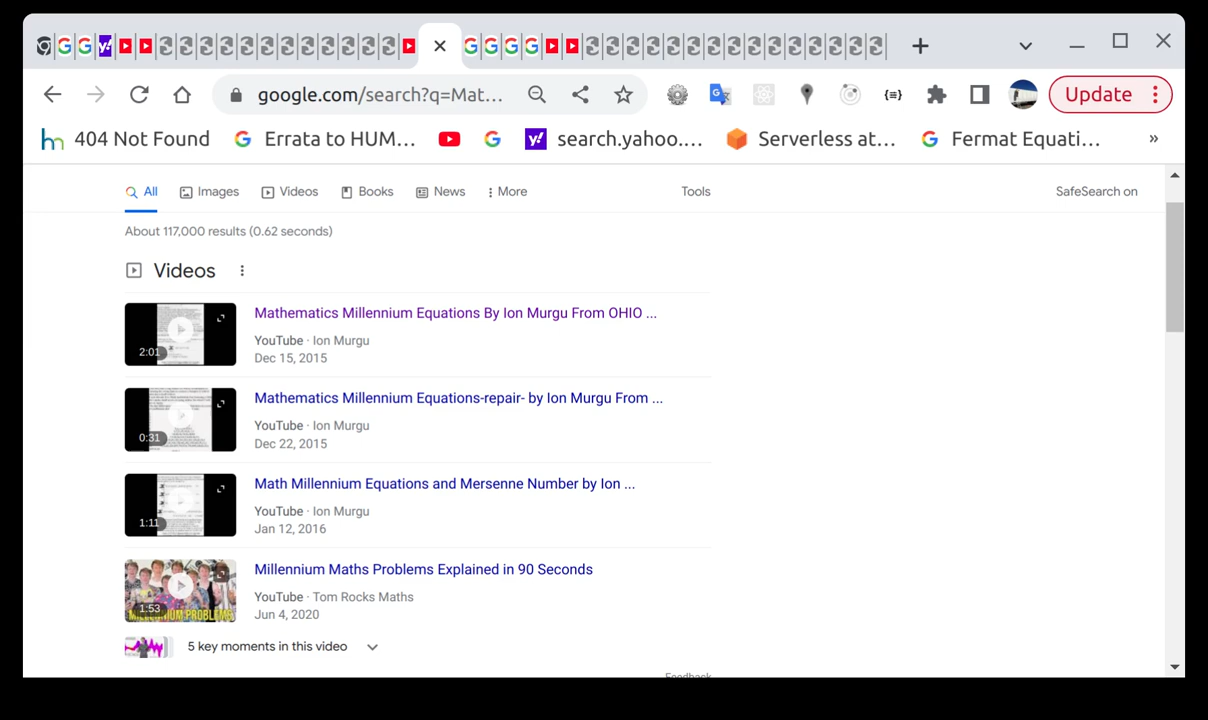 google.com/search?q=Mat...
Update
404 Not Found
Errata to HUM...
search.yahoo....
Serverless at...
Fermat Equati...
»
All
Images
Videos
Books
News
More
Tools
SafeSearch on
About 117,000 results (0.62 seconds)
Videos
Mathematics Millennium Equations By Ion Murgu From OHIO ...
YouTube · Ion Murgu
2:01
Dec 15, 2015
Mathematics Millennium Equations-repair- by Ion Murgu From ...
YouTube · Ion Murgu
0:31
Dec 22, 2015
Math Millennium Equations and Mersenne Number by Ion ...
YouTube · Ion Murgu
1:11
Jan 12, 2016
Millennium Maths Problems Explained in 90 Seconds
YouTube · Tom Rocks Maths
1:53
Jun 4, 2020
5 key moments in this video
Feedback